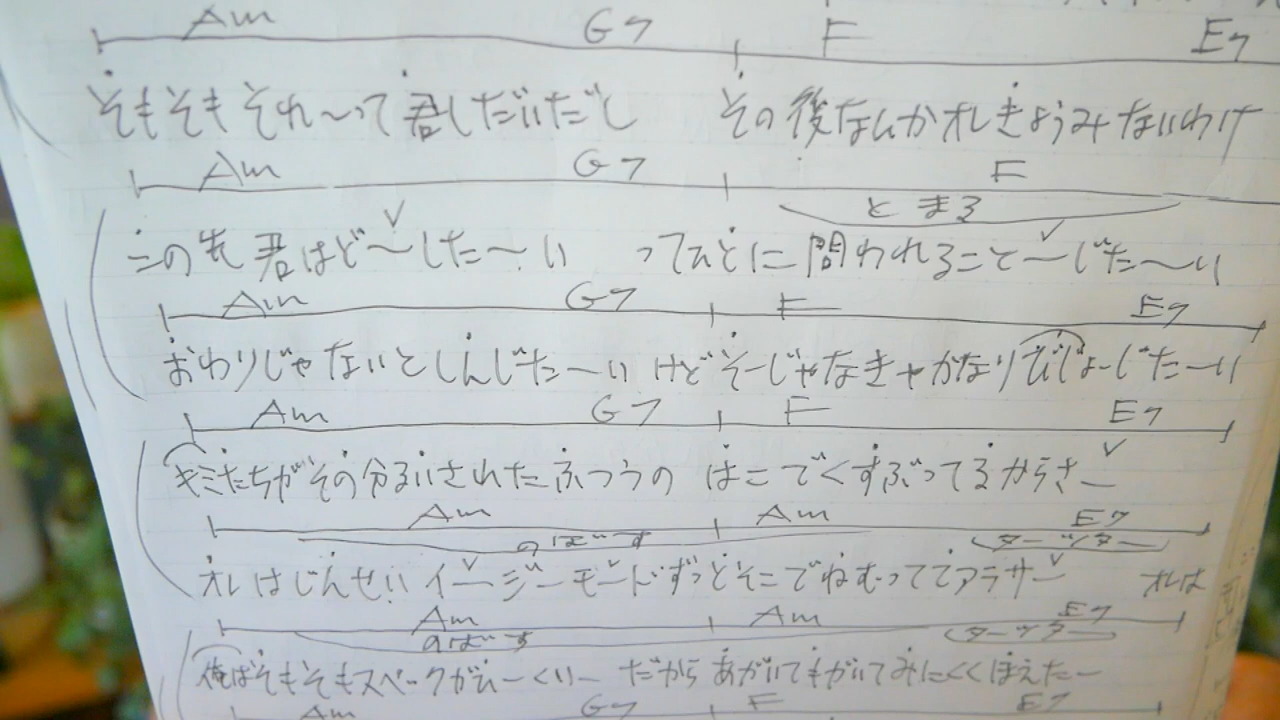 Am G7 F E7
そもそもそれ〜って君しだいだし その後なんかオレきょうみないわけ
Am G7 F
とまる
この先君はど〜した〜い ってひとに問われること〜じた〜い
Am G7 F E7
おわりじゃないとしんじた〜い けどそーじゃなきゃかなりひじょーじた〜い
Am G7 F E7
キミたちがその分るいされたふつうの はこでくすぶってるからさー
Am Am E7
のばす ターッター
オレはじんせいイージーモードずっとそこでねむっててアラサー オレは
Am Am E7
のばす ターッター
俺はそもそもスペークがひーくいー だからあがいてもがいてみにくくほえたー
Am G7 F E7